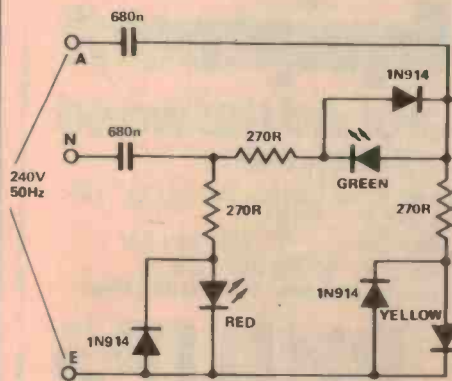 680n
A
1N914
680n
N
270R
240V
50Hz
GREEN
270R
270R
1N914
YELLOW
1N914
RED
E